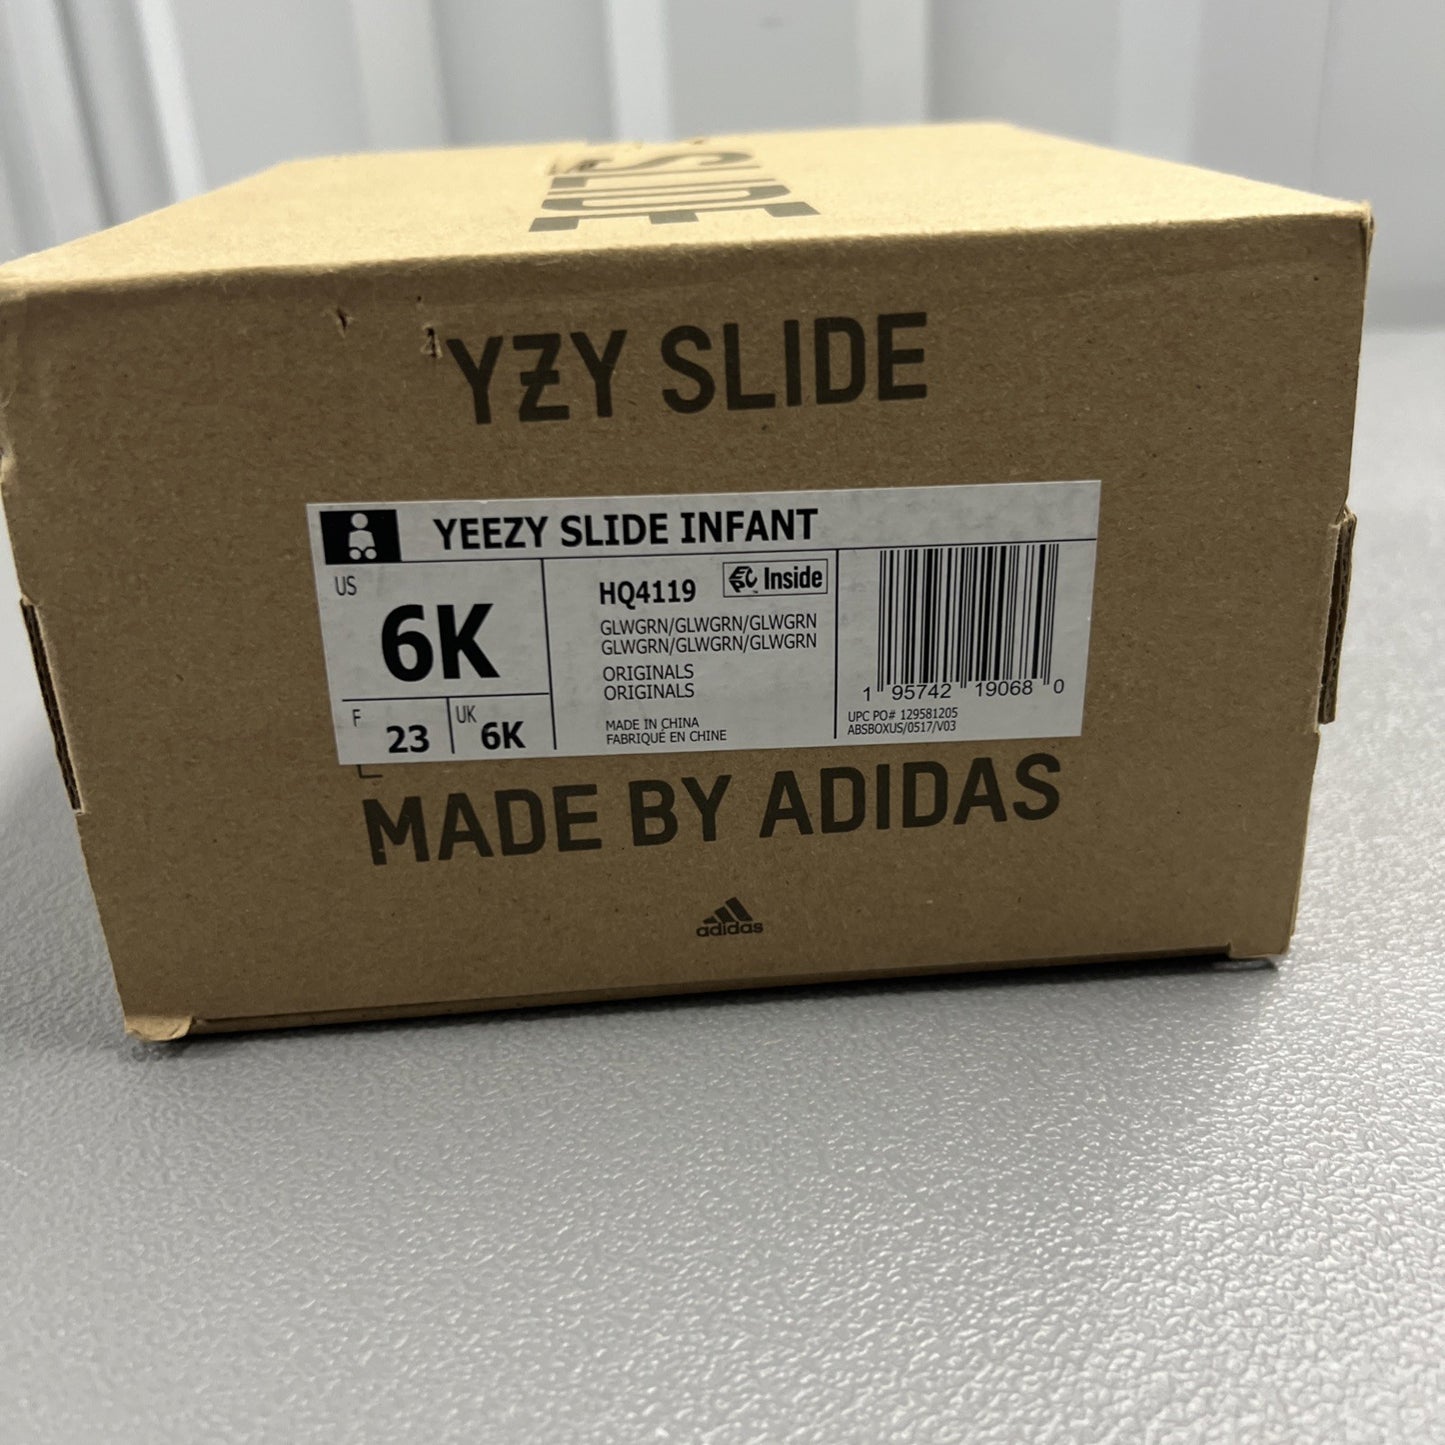 SLIDE
YZY SLIDE
YEEZY SLIDE INFANT
US
6K
F
23
UK
6K
HQ4119
EPC Inside
GLWGRN/GLWGRN/GLWGRN
GLWGRN/GLWGRN/GLWGRN
ORIGINALS
ORIGINALS
MADE IN CHINA
FABRIQUÉ EN CHINE
1 95742 19068 0
UPC PO# 129581205
ABSBOXUS/0517/V03
MADE BY ADIDAS
adidas